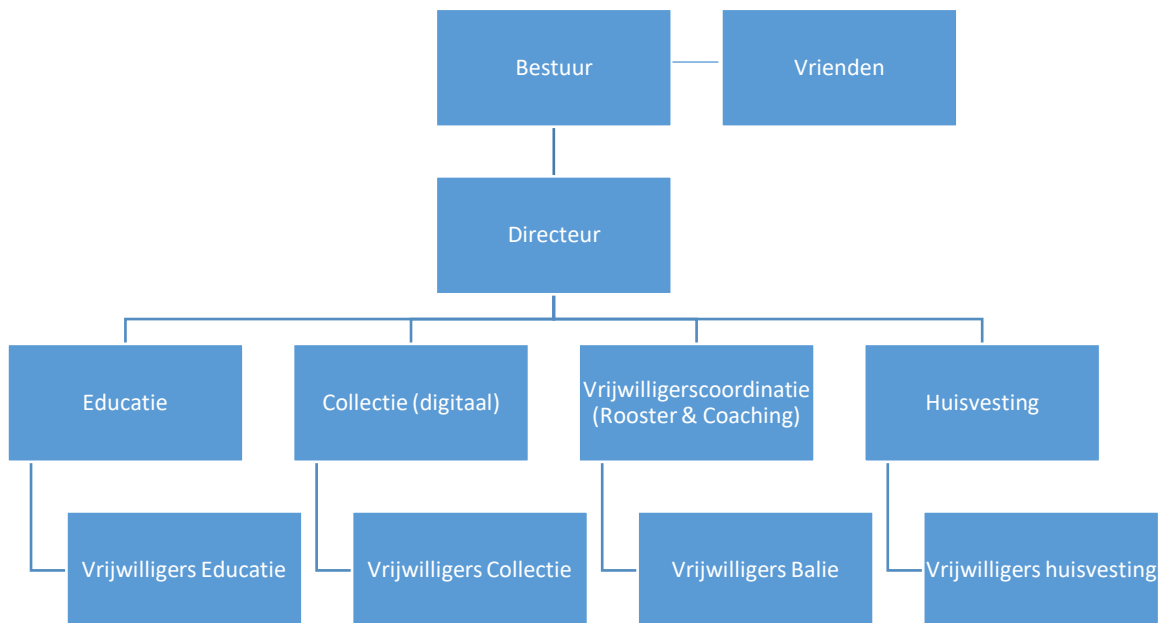 Bestuur
Vrienden
Directeur
Educatie
Collectie (digitaal)
Vrijwilligerscoordinatie
(Rooster & Coaching)
Huisvesting
Vrijwilligers Educatie
Vrijwilligers Collectie
Vrijwilligers Balie
Vrijwilligers huisvesting